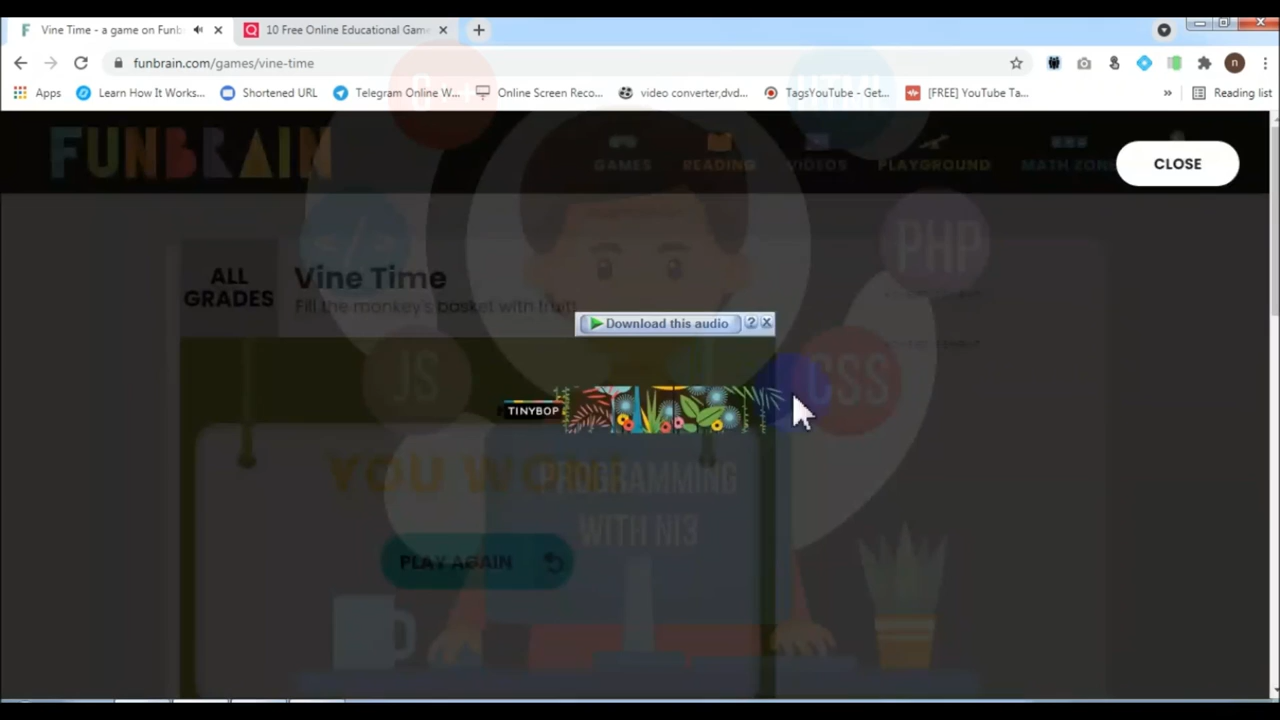 Vine Time - a game on Funb
10 Free Online Educational Game
funbrain.com/games/vine-time
n
Apps
Learn How It Works...
Shortened URL
Telegram Online W...
Online Screen Reco...
video converter,dvd...
TagsYouTube - Get...
[FREE] YouTube Ta...
»
Reading list
C++
HTML
FUNBRAIN
GAMES
READING
VIDEOS
PLAYGROUND
MATH ZONE
CLOSE
</>
PHP
ALL
GRADES
Vine Time
Fill the monkey's basket with fruit!
Download this audio
?
JS
CSS
TINYBOP
YOU WON!
PROGRAMMING
WITH NI3
PLAY AGAIN